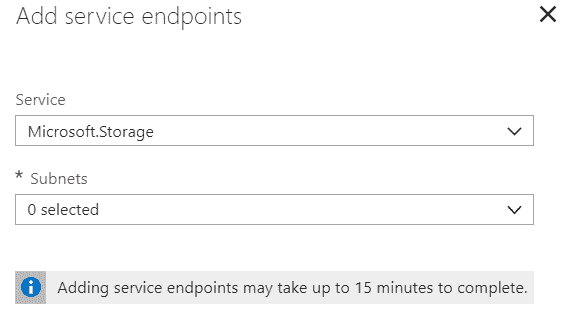 Add service endpoints
Service
Microsoft.Storage
* Subnets
0 selected
Adding service endpoints may take up to 15 minutes to complete.